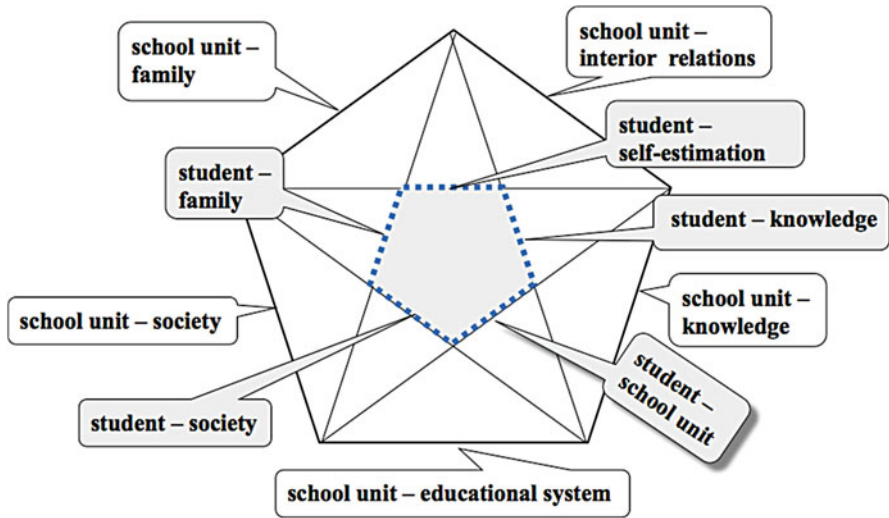 school unit –
family
school unit –
interior relations
student –
self-estimation
student –
family
student – knowledge
school unit – society
school unit –
knowledge
student –
school unit
student – society
school unit – educational system